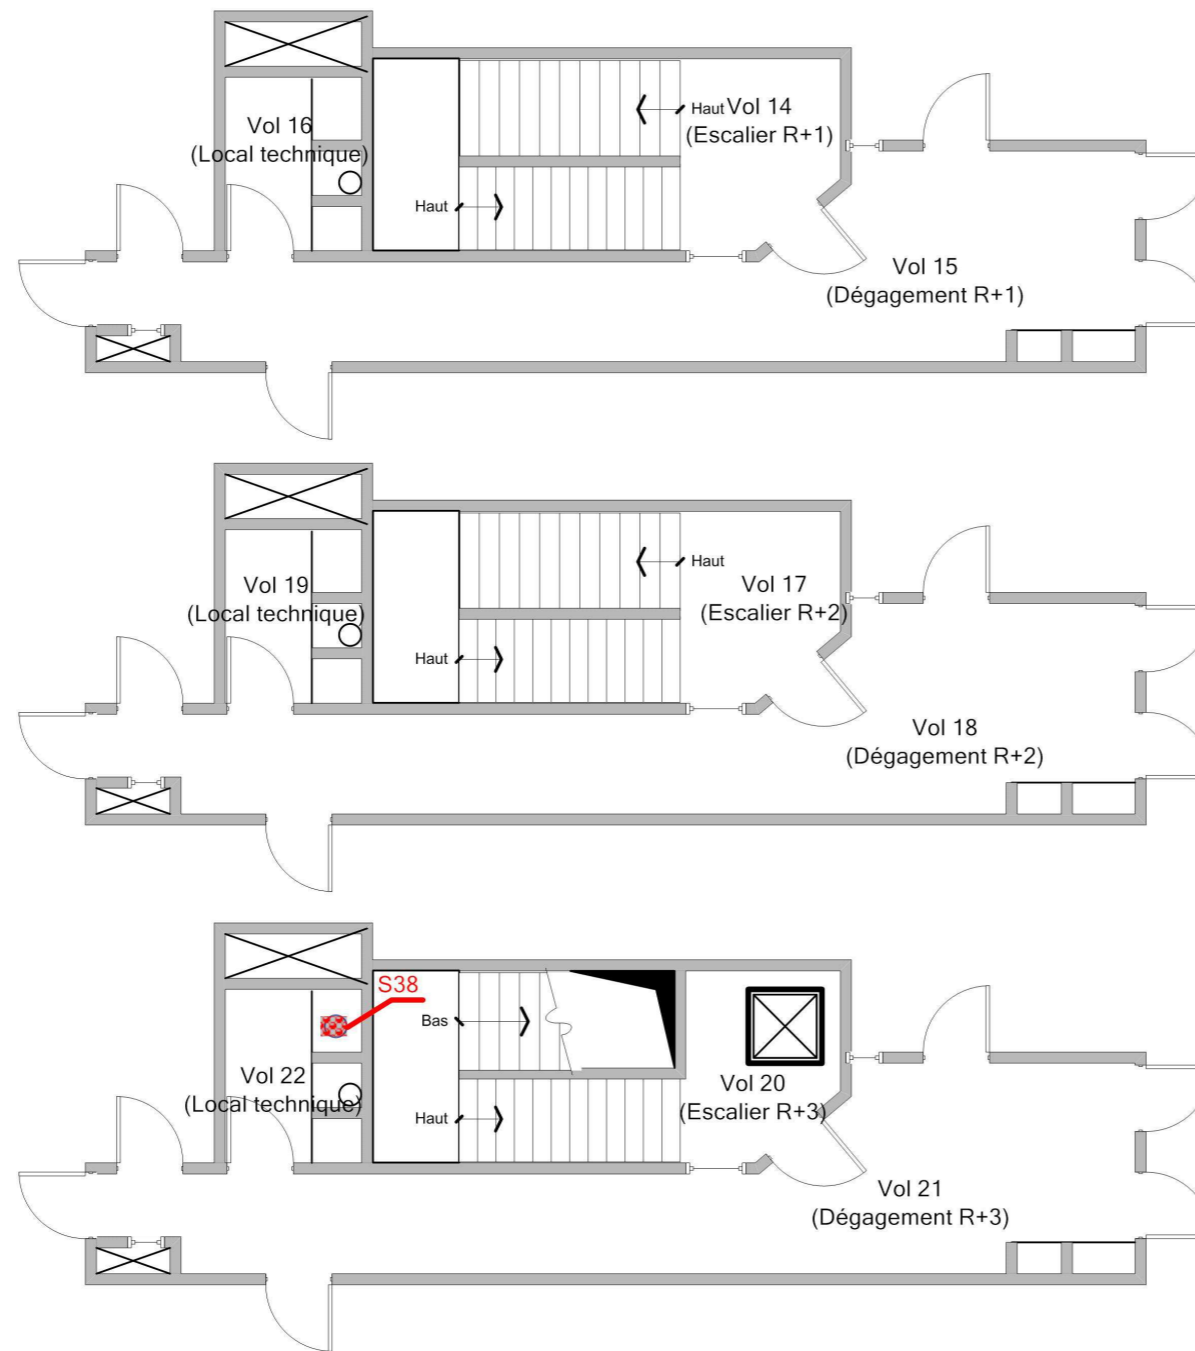 Haut
Vol 14
(Escalier R+1)
Vol 16
(Local technique)
Haut
Vol 15
(Dégagement R+1)
Haut
Vol 17
(Escalier R+2)
Vol 19
(Local technique)
Haut
Vol 18
(Dégagement R+2)
S38
Bas
Vol 22
(Local technique)
Vol 20
(Escalier R+3)
Haut
Vol 21
(Dégagement R+3)